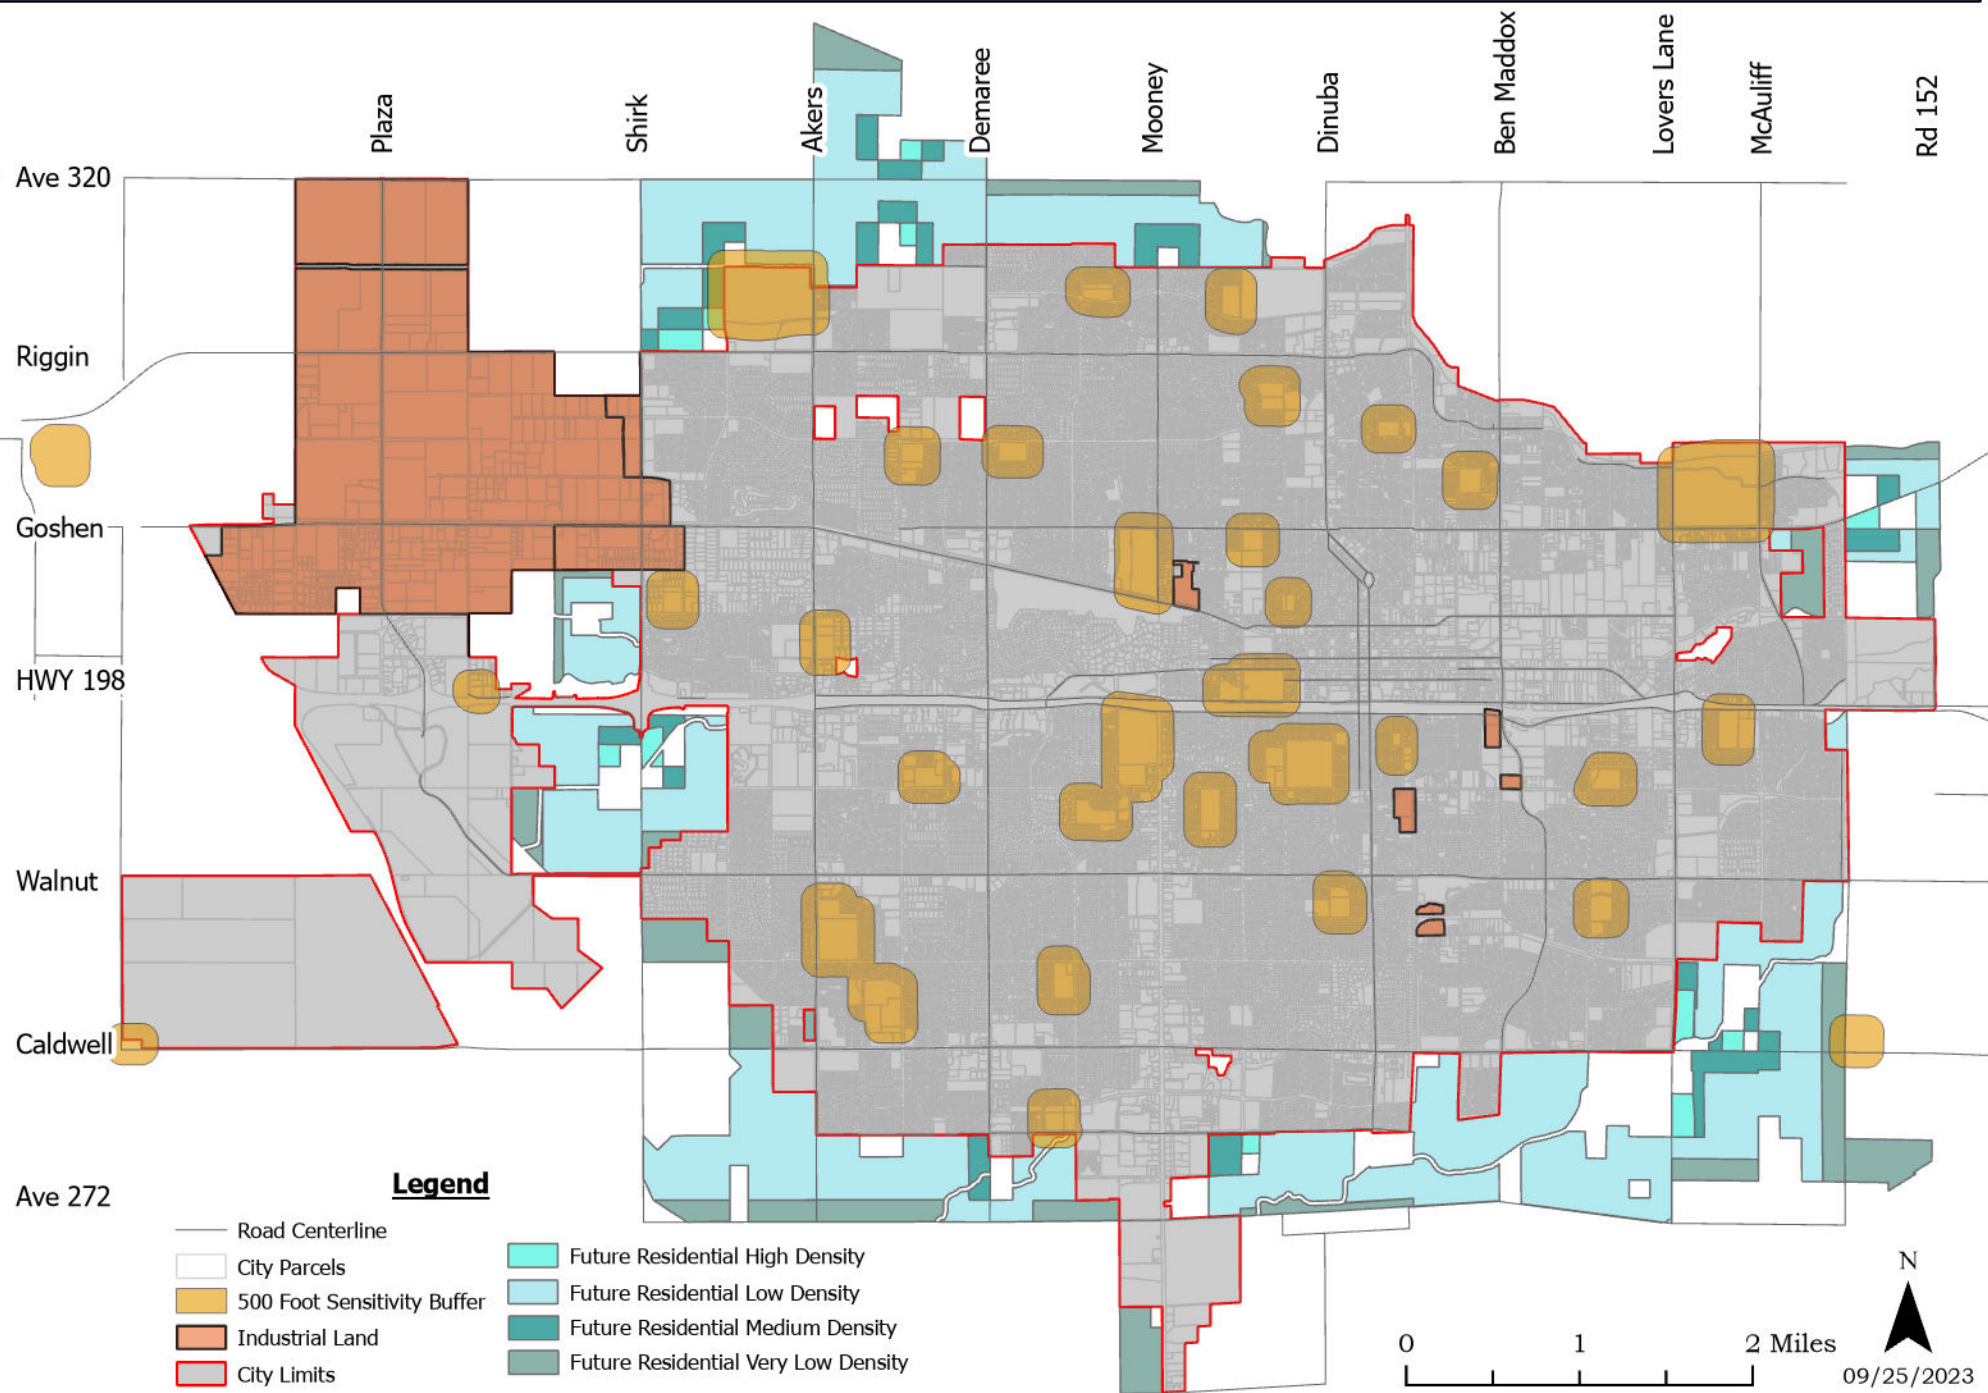 Plaza
Shirk
Akers
Demaree
Mooney
Dinuba
Ben Maddox
Lovers Lane
McAuliff
Rd 152
Ave 320
Riggin
Goshen
HWY 198
Walnut
Caldwell
Ave 272
Legend
Road Centerline
City Parcels
500 Foot Sensitivity Buffer
Industrial Land
City Limits
Future Residential High Density
Future Residential Low Density
Future Residential Medium Density
Future Residential Very Low Density
0 1 2 Miles
N
09/25/2023